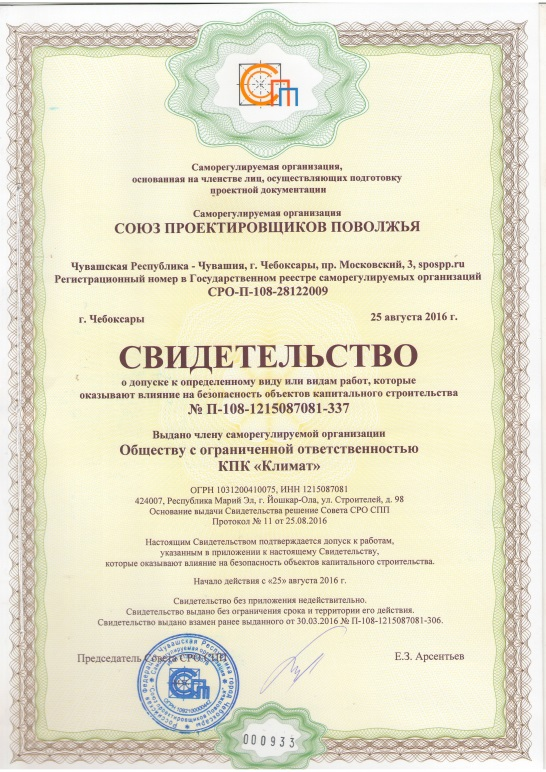 Саморегулируемая организация,
основанная на членстве лиц, осуществляющих подготовку
проектной документации
Саморегулируемая организация
СОЮЗ ПРОЕКТИРОВЩИКОВ ПОВОЛЖЬЯ
Чувашская Республика - Чувашия, г. Чебоксары, пр. Московский, 3, spospp.ru
Регистрационный номер в Государственном реестре саморегулируемых организаций
СРО-П-108-28122009
г. Чебоксары 25 августа 2016 г.
СВИДЕТЕЛЬСТВО
о допуске к определенному виду или видам работ, которые
оказывают влияние на безопасность объектов капитального строительства
№ П-108-1215087081-337
Выдано члену саморегулируемой организации
Обществу с ограниченной ответственностью
КПК «Климат»
ОГРН 1031200410075, ИНН 1215087081
424007, Республика Марий Эл, г. Йошкар-Ола, ул. Строителей, д. 98
Основание выдачи Свидетельства решение Совета СРО СПП
Протокол № 11 от 25.08.2016
Настоящим Свидетельством подтверждается допуск к работам,
указанным в приложении к настоящему Свидетельству,
которые оказывают влияние на безопасность объектов капитального строительства.
Начало действия с «25» августа 2016 г.
Свидетельство без приложения недействительно.
Свидетельство выдано без ограничения срока и территории его действия.
Свидетельство выдано взамен ранее выданного от 30.03.2016 № П-108-1215087081-306.
Председатель Совета СРО СПП Е.З. Арсентьев
000933